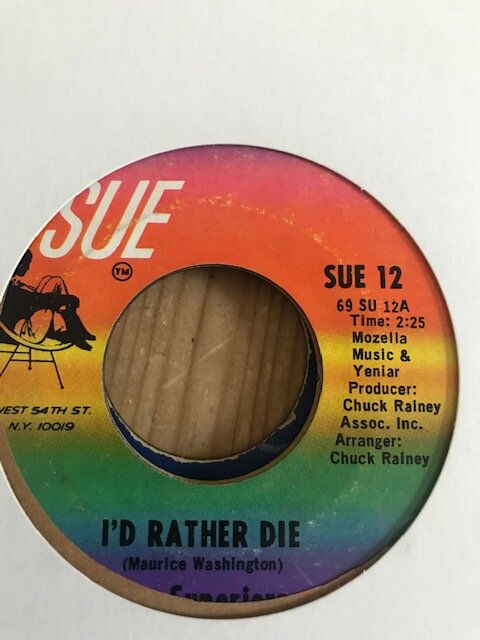 SUE
TM
SUE 12
69 SU 12A
Time: 2:25
Mozella
Music &
Yeniar
Producer:
Chuck Rainey
Assoc. Inc.
Arranger:
Chuck Rainey
WEST 54TH ST.
N.Y. 10019
I'D RATHER DIE
(Maurice Washington)
Superiors